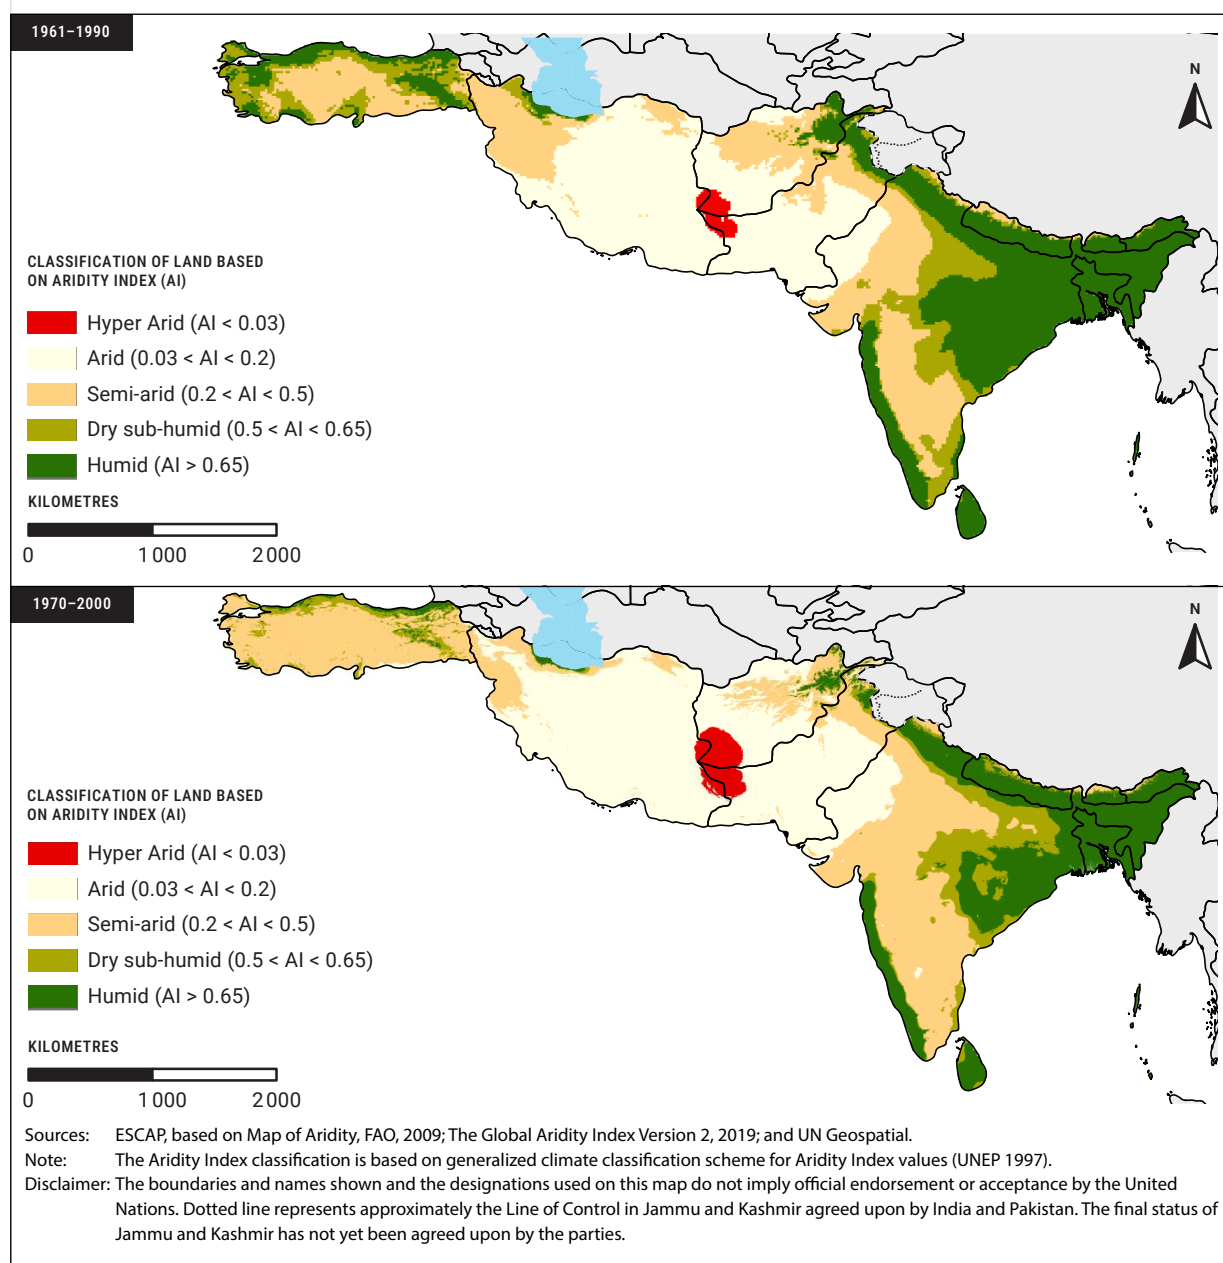 1961–1990
N
CLASSIFICATION OF LAND BASED
ON ARIDITY INDEX (AI)
Hyper Arid (AI < 0.03)
Arid (0.03 < AI < 0.2)
Semi-arid (0.2 < AI < 0.5)
Dry sub-humid (0.5 < AI < 0.65)
Humid (AI > 0.65)
KILOMETRES
0 1 000 2 000
1970–2000
N
CLASSIFICATION OF LAND BASED
ON ARIDITY INDEX (AI)
Hyper Arid (AI < 0.03)
Arid (0.03 < AI < 0.2)
Semi-arid (0.2 < AI < 0.5)
Dry sub-humid (0.5 < AI < 0.65)
Humid (AI > 0.65)
KILOMETRES
0 1 000 2 000
Sources: ESCAP, based on Map of Aridity, FAO, 2009; The Global Aridity Index Version 2, 2019; and UN Geospatial.
Note: The Aridity Index classification is based on generalized climate classification scheme for Aridity Index values (UNEP 1997).
Disclaimer: The boundaries and names shown and the designations used on this map do not imply official endorsement or acceptance by the United
Nations. Dotted line represents approximately the Line of Control in Jammu and Kashmir agreed upon by India and Pakistan. The final status of
Jammu and Kashmir has not yet been agreed upon by the parties.